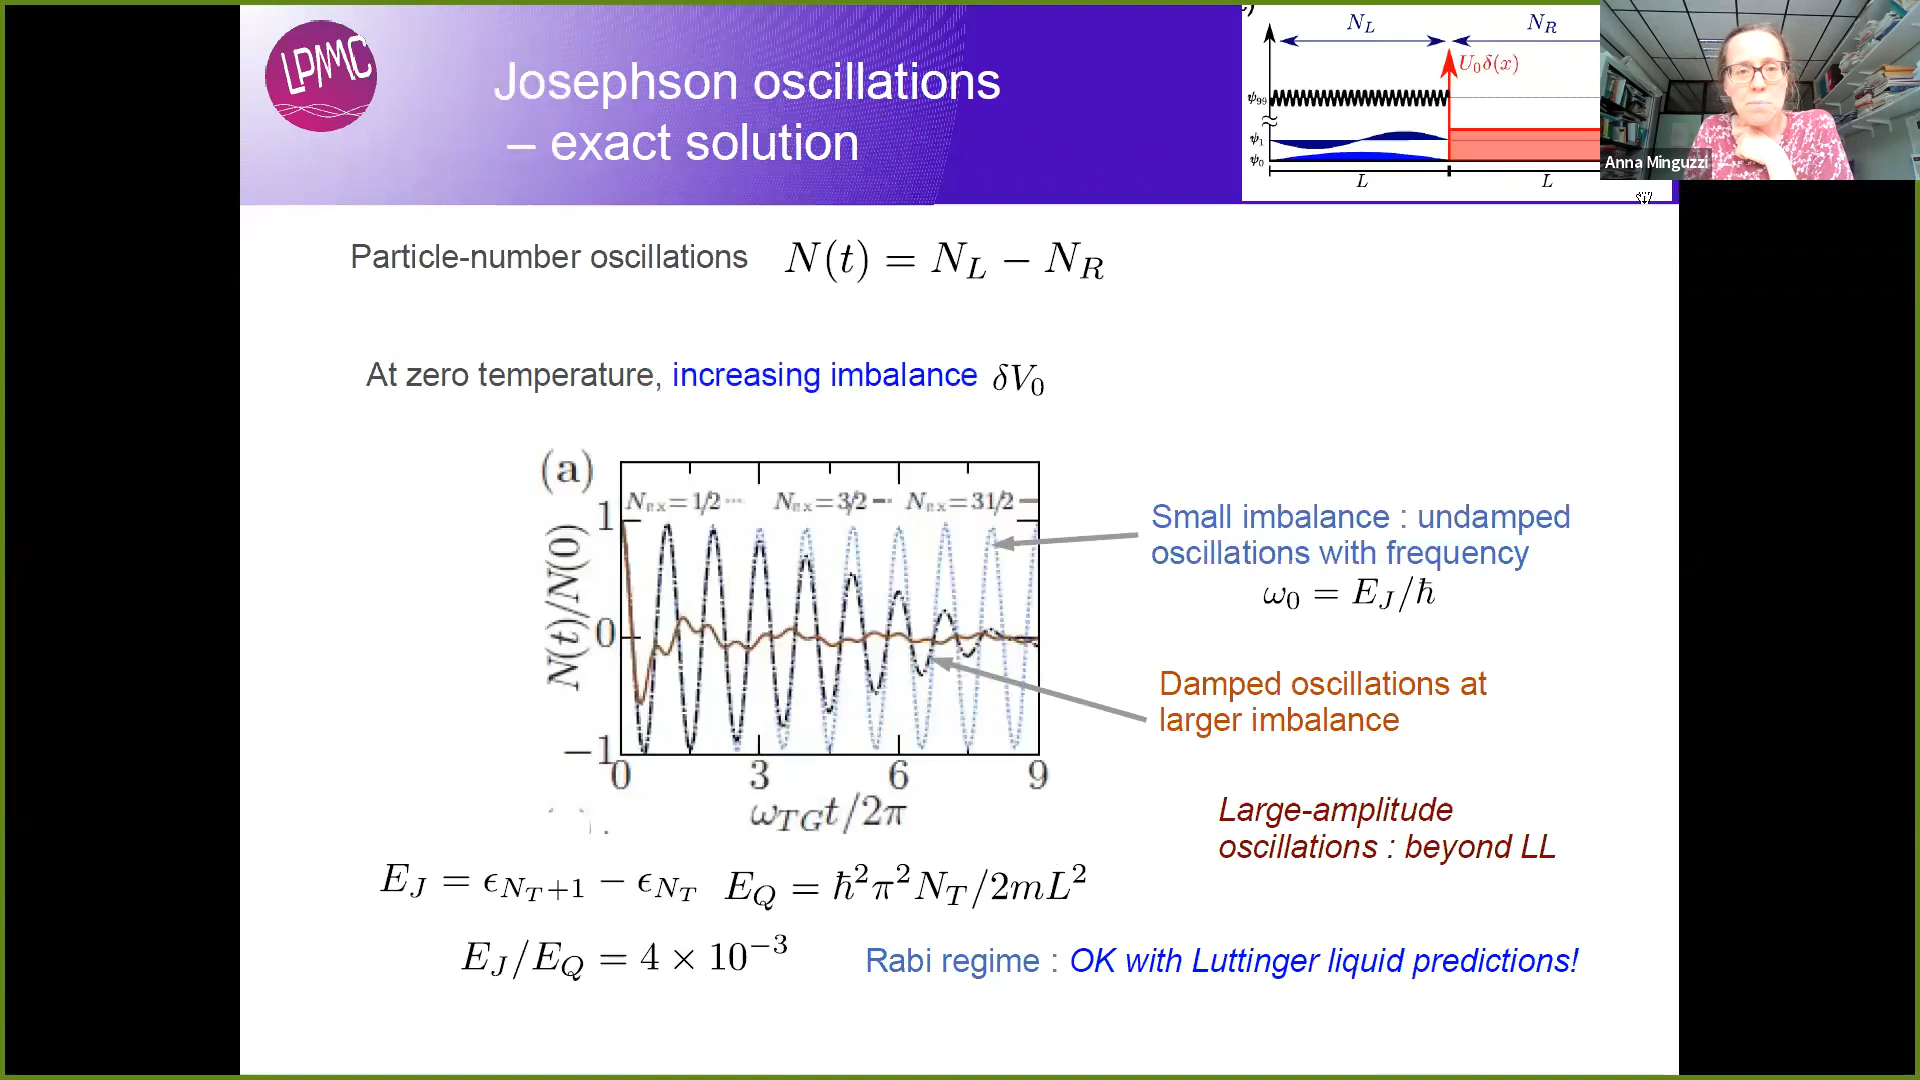 LPMMC
Josephson oscillations
– exact solution
N_L
N_R
U_0δ(x)
ψ_99
ψ_1
ψ_0
L
L
Anna Minguzzi
Particle-number oscillations N(t) = N_L − N_R
At zero temperature, increasing imbalance δV_0
(a)
N_ex=1/2 N_ex=3/2 N_ex=31/2
N(t)/N(0)
1
0
−1
0 3 6 9
ω_TG t/2π
Small imbalance : undamped
oscillations with frequency
ω_0 = E_J/ħ
Damped oscillations at
larger imbalance
Large-amplitude
oscillations : beyond LL
E_J = ϵ_{N_T+1} − ϵ_{N_T} E_Q = ħ²π²N_T/2mL²
E_J/E_Q = 4 × 10⁻³
Rabi regime : OK with Luttinger liquid predictions!